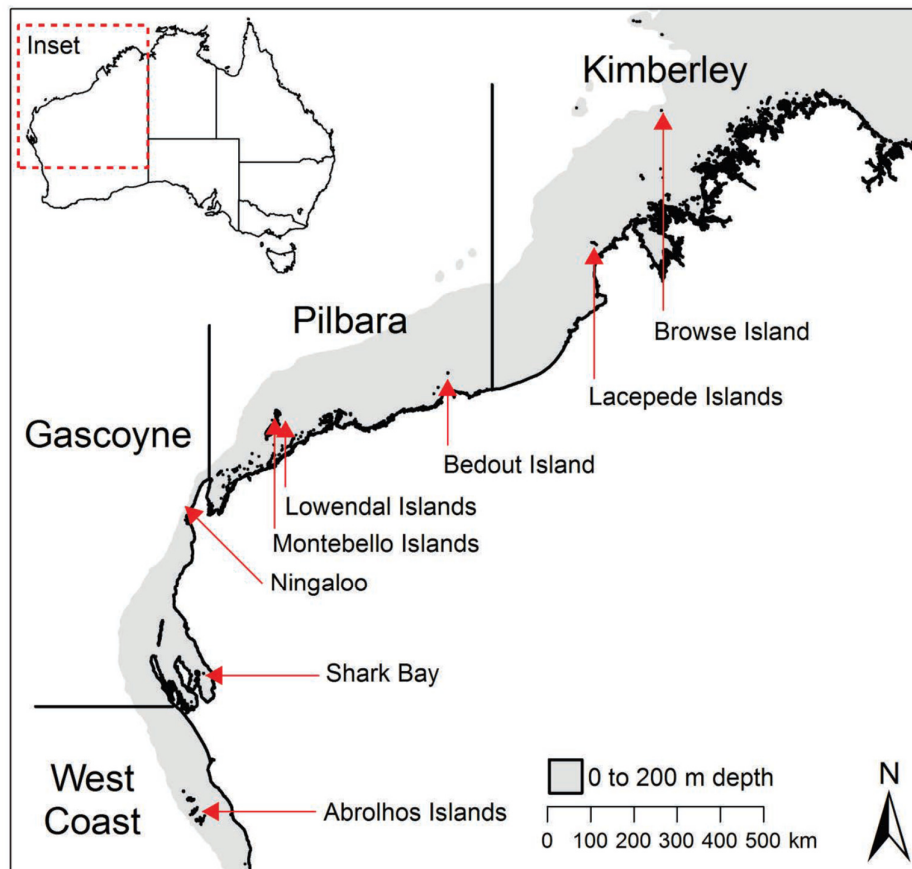 Inset
Kimberley
Browse Island
Pilbara
Lacepede Islands
Gascoyne
Bedout Island
Lowendal Islands
Montebello Islands
Ningaloo
Shark Bay
West
Coast
Abrolhos Islands
0 to 200 m depth
N
0 100 200 300 400 500 km